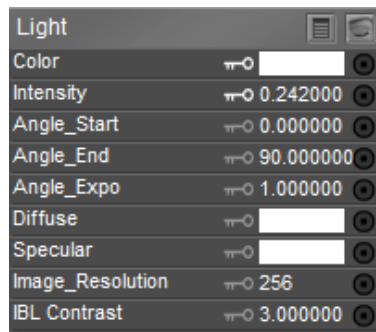 Light
Color
Intensity 0.242000
Angle_Start 0.000000
Angle_End 90.000000
Angle_Expo 1.000000
Diffuse
Specular
Image_Resolution 256
IBL Contrast 3.000000